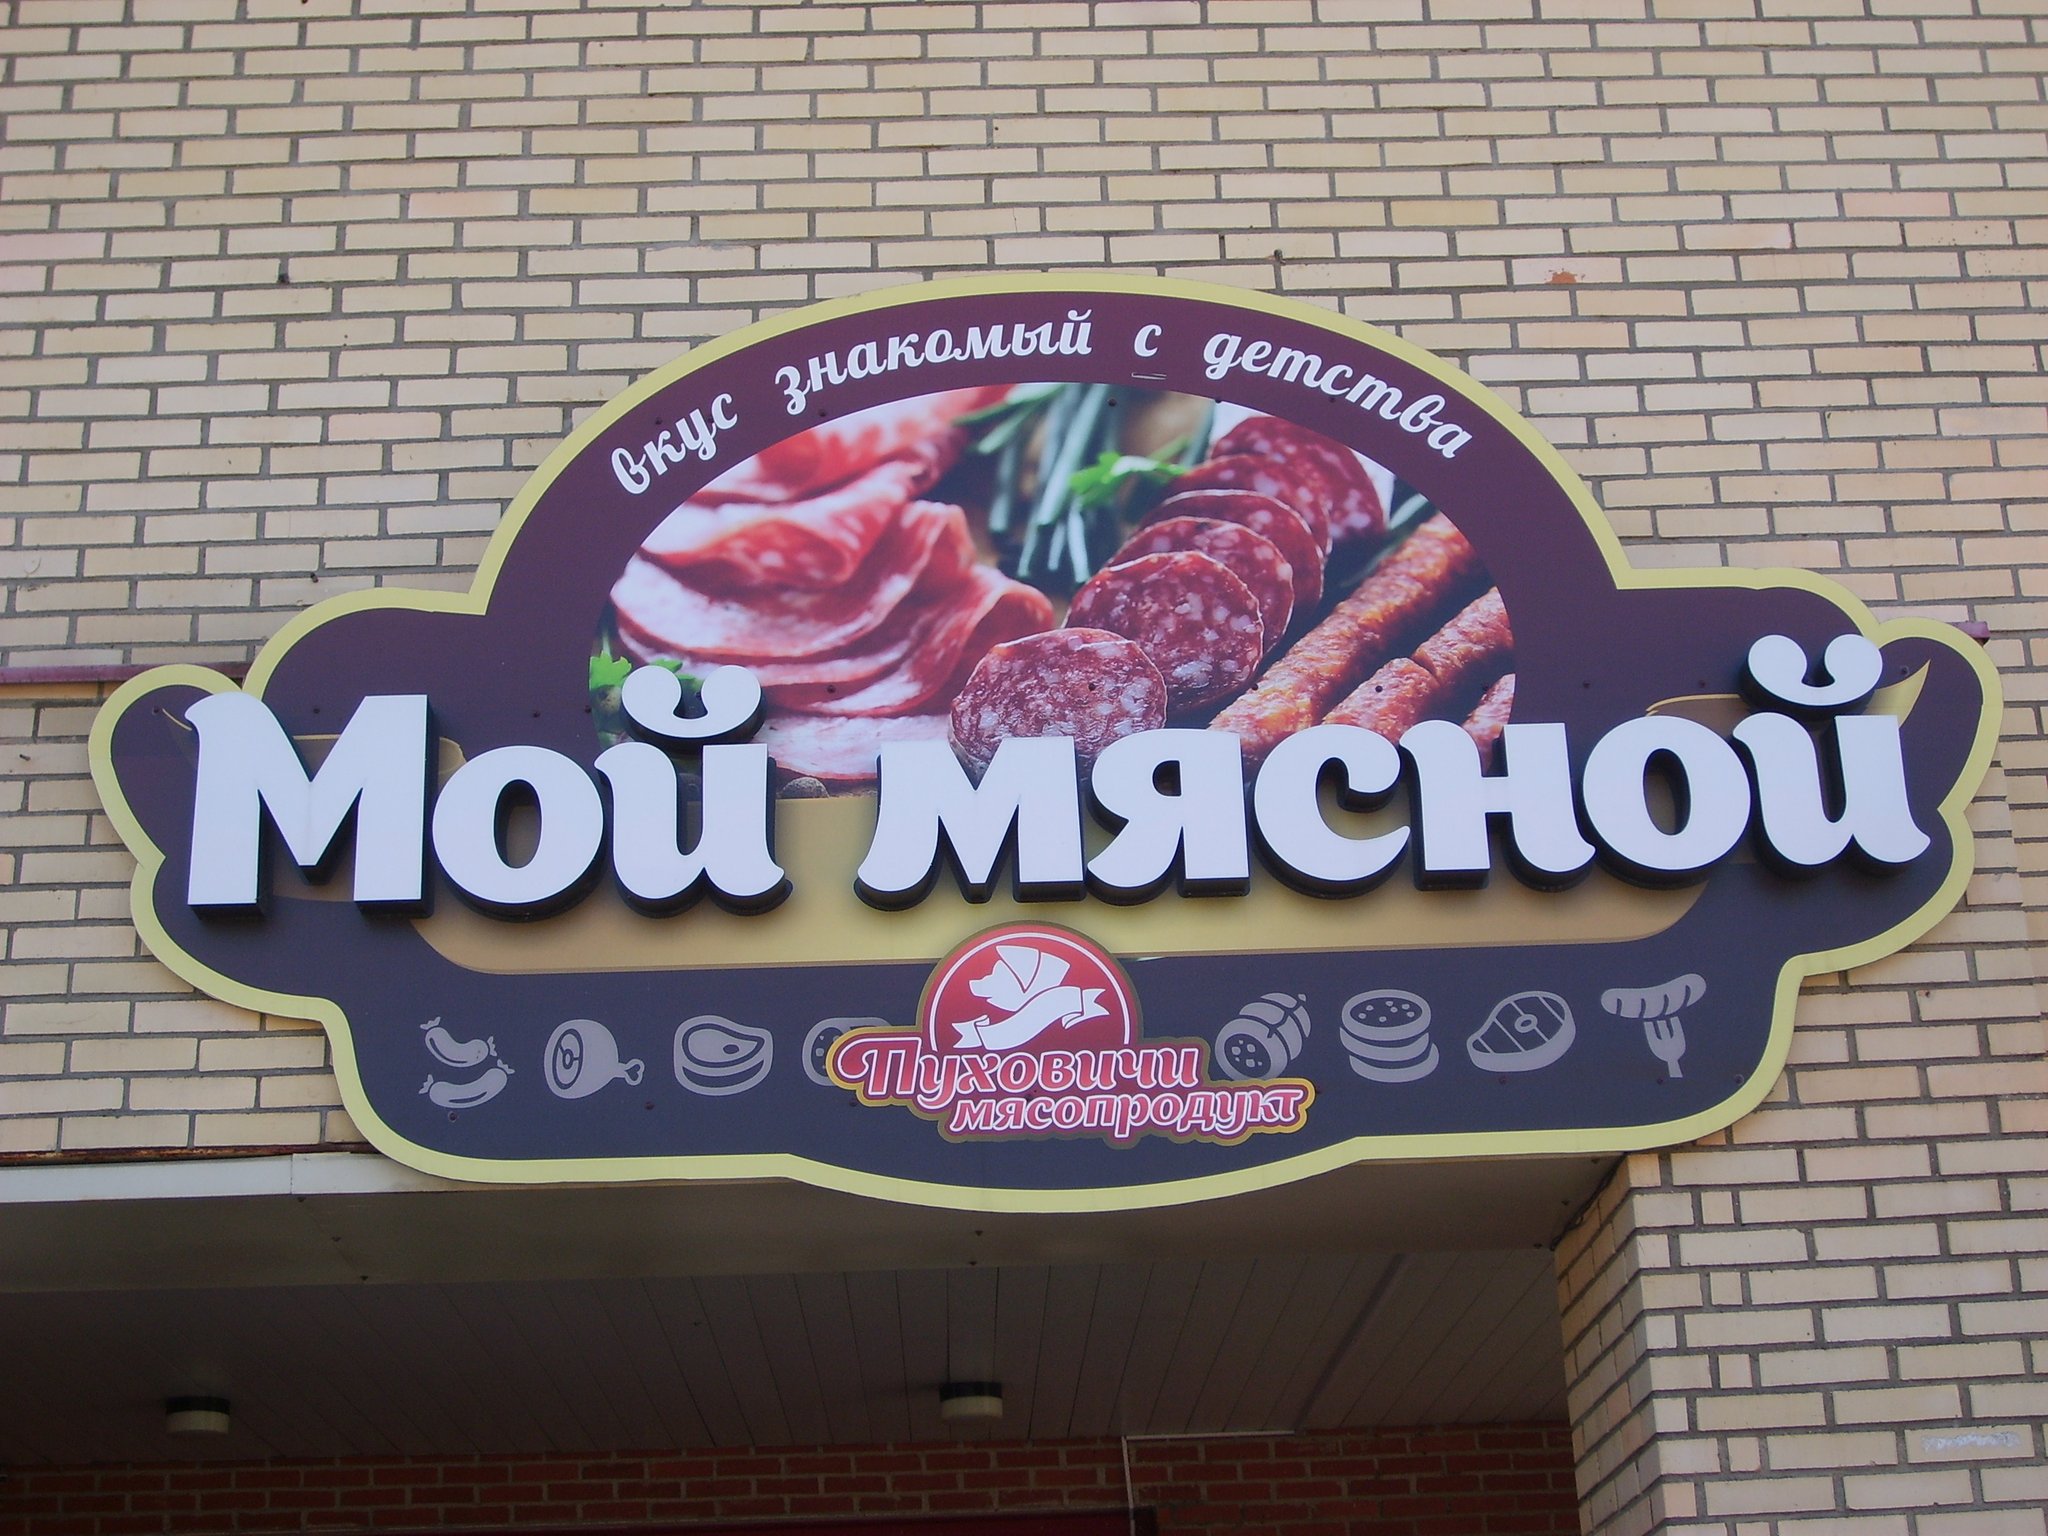 вкус знакомый с детства
Мой мясной
Пуховичи
мясопродукт